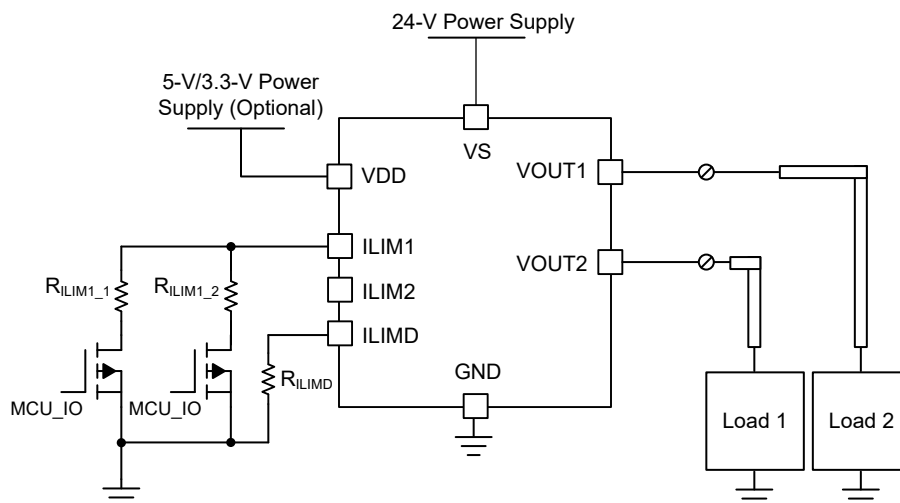 24-V Power Supply
5-V/3.3-V Power
Supply (Optional)
VS
VDD
VOUT1
ILIM1
VOUT2
RILIM1_1
RILIM1_2
ILIM2
ILIMD
GND
RILIMD
MCU_IO
MCU_IO
Load 1
Load 2